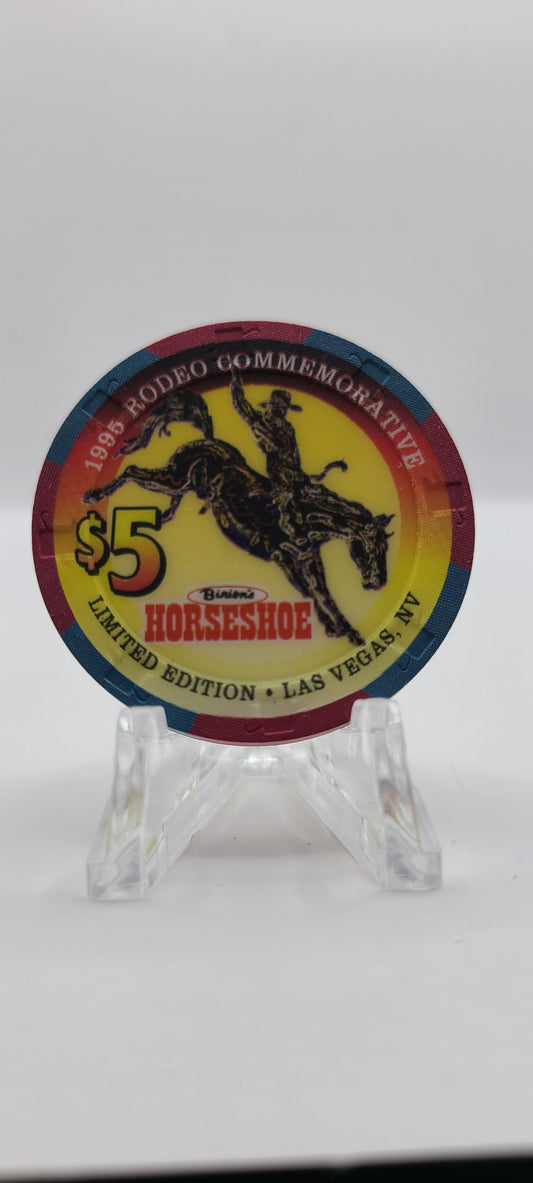 1995 RODEO COMMEMORATIVE
$5
Binion's
HORSESHOE
LIMITED EDITION • LAS VEGAS, NV